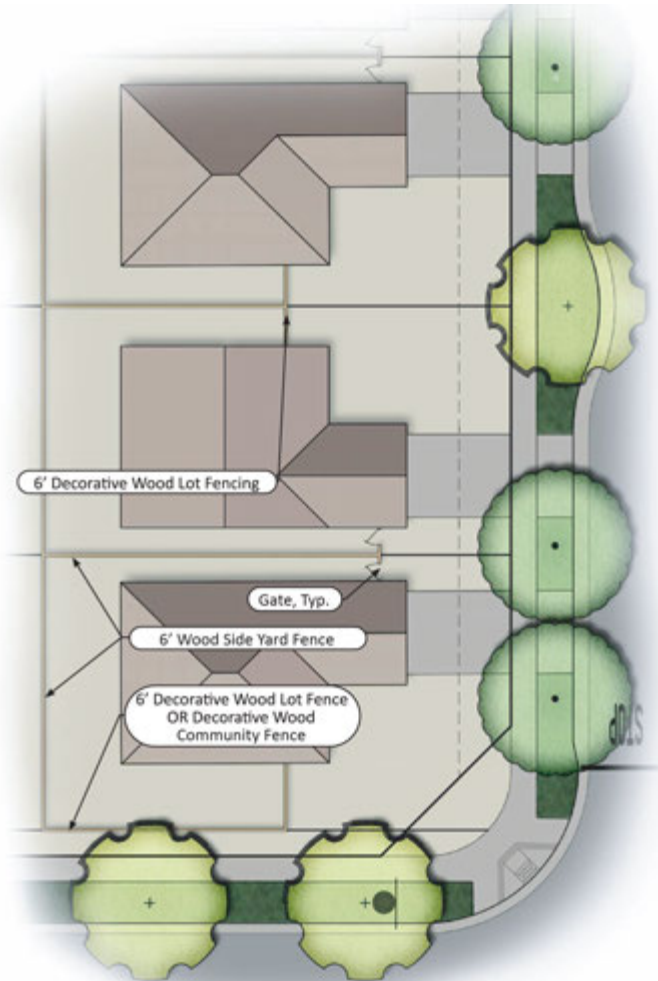 6' Decorative Wood Lot Fencing
Gate, Typ.
6' Wood Side Yard Fence
6' Decorative Wood Lot Fence
OR Decorative Wood
Community Fence
STOP